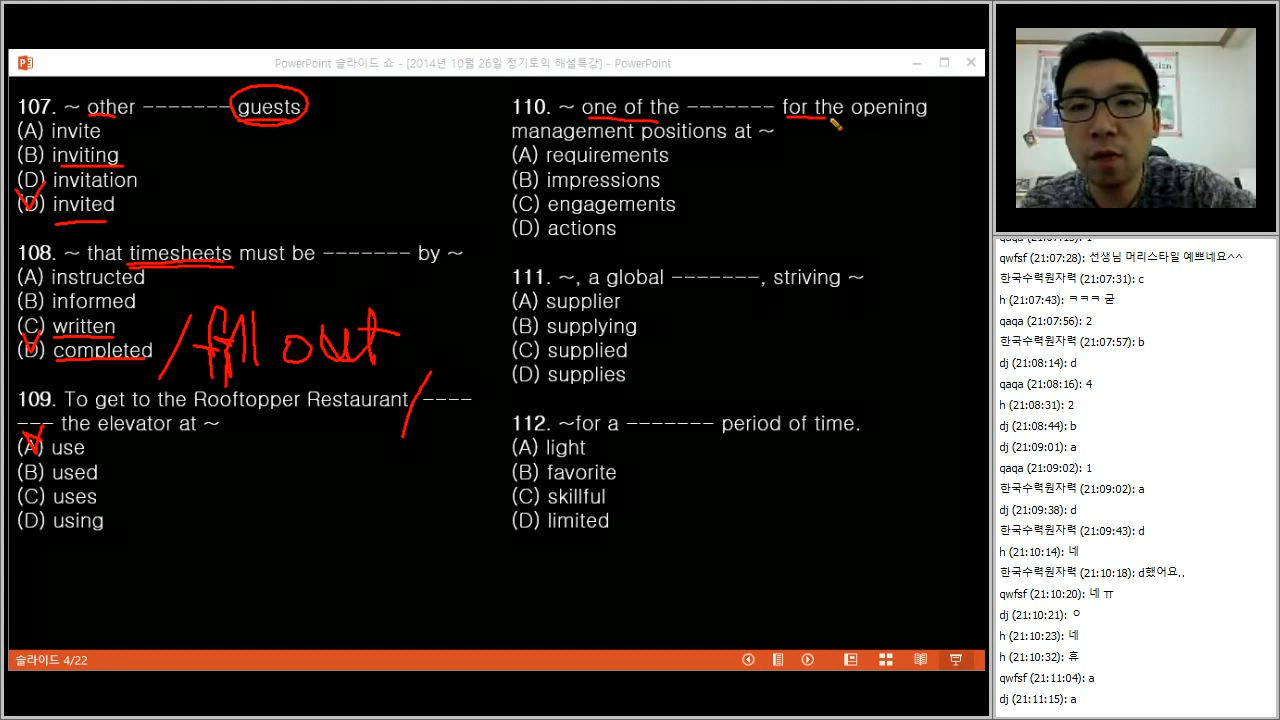 PowerPoint 슬라이드 쇼 - [2014년 10월 26일 정기토익 해설특강] - PowerPoint
107. ~ other ------- guests
(A) invite
(B) inviting
(D) invitation
(D) invited
108. ~ that timesheets must be ------- by ~
(A) instructed
(B) informed
(C) written
(D) completed
/fill out
109. To get to the Rooftopper Restaurant/ ----
--- the elevator at ~
(A) use
(B) used
(C) uses
(D) using
110. ~ one of the ------- for the opening
management positions at ~
(A) requirements
(B) impressions
(C) engagements
(D) actions
111. ~, a global -------, striving ~
(A) supplier
(B) supplying
(C) supplied
(D) supplies
112. ~for a ------- period of time.
(A) light
(B) favorite
(C) skillful
(D) limited
슬라이드 4/22
qwfsf (21:07:28): 선생님 머리스타일 예쁘네요^^
한국수력원자력 (21:07:31): c
h (21:07:43): ㅋㅋㅋ 굳
qaqa (21:07:56): 2
한국수력원자력 (21:07:57): b
dj (21:08:14): d
qaqa (21:08:16): 4
h (21:08:31): 2
dj (21:08:44): b
dj (21:09:01): a
qaqa (21:09:02): 1
한국수력원자력 (21:09:02): a
dj (21:09:38): d
한국수력원자력 (21:09:43): d
h (21:10:14): 네
한국수력원자력 (21:10:18): d했어요..
qwfsf (21:10:20): 네 ㅠ
dj (21:10:21): ㅇ
h (21:10:23): 네
h (21:10:32): 휴
qwfsf (21:11:04): a
dj (21:11:15): a